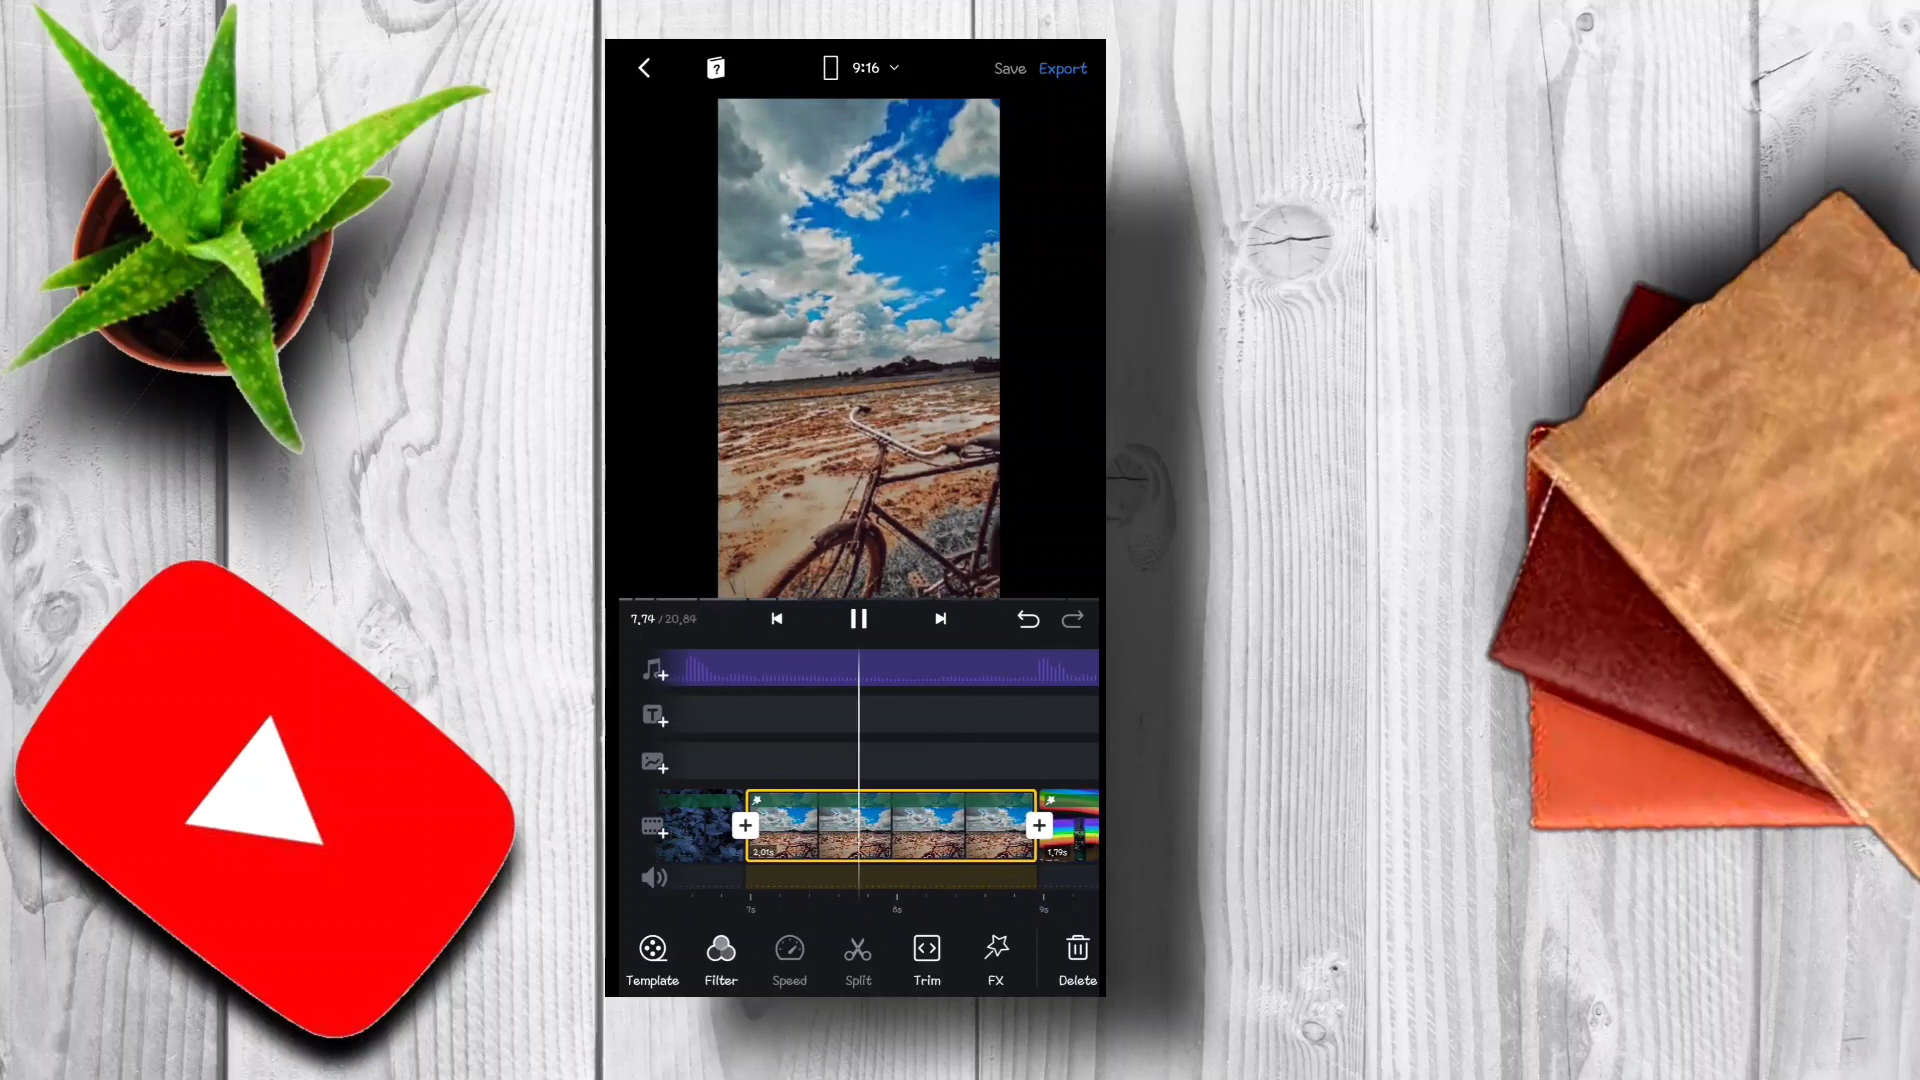 9:16
Save Export
7.74 / 20.84
T
2.01s
1.79s
7s 8s 9s
Template Filter Speed Split Trim FX Delete